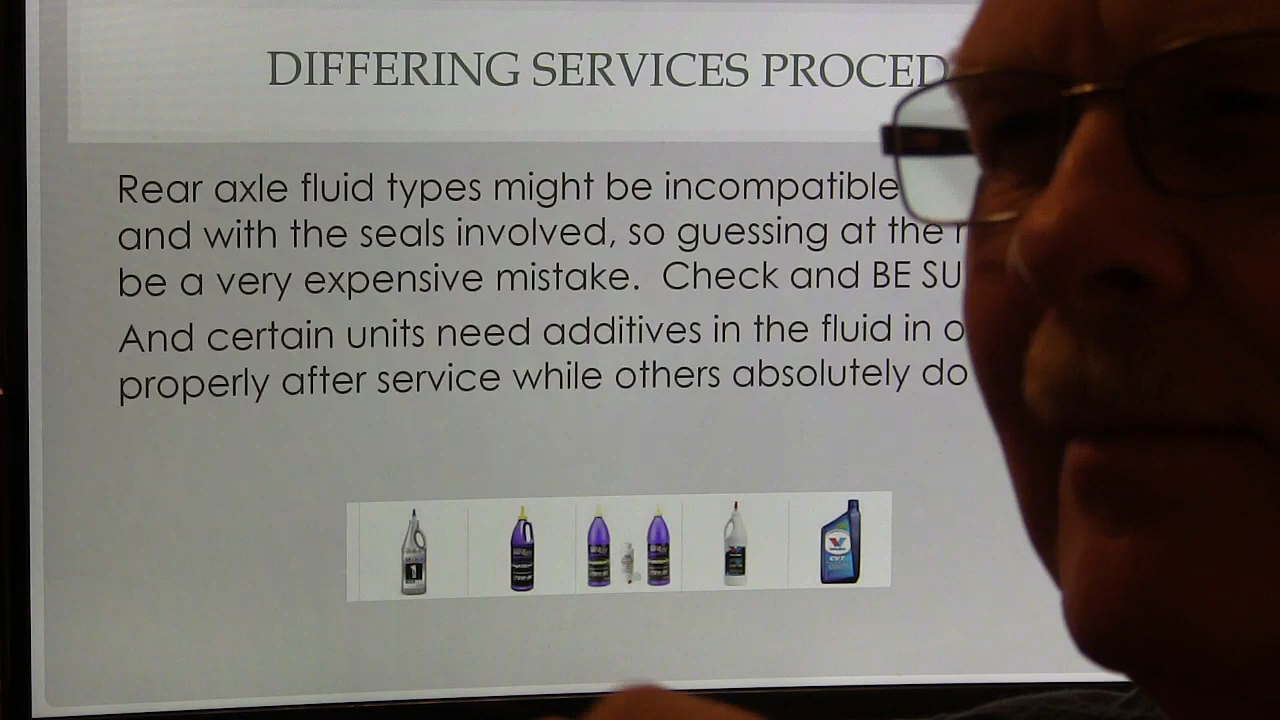 DIFFERING SERVICES PROCED
Rear axle fluid types might be incompatible
and with the seals involved, so guessing at the
be a very expensive mistake. Check and BE SU
And certain units need additives in the fluid in o
properly after service while others absolutely do